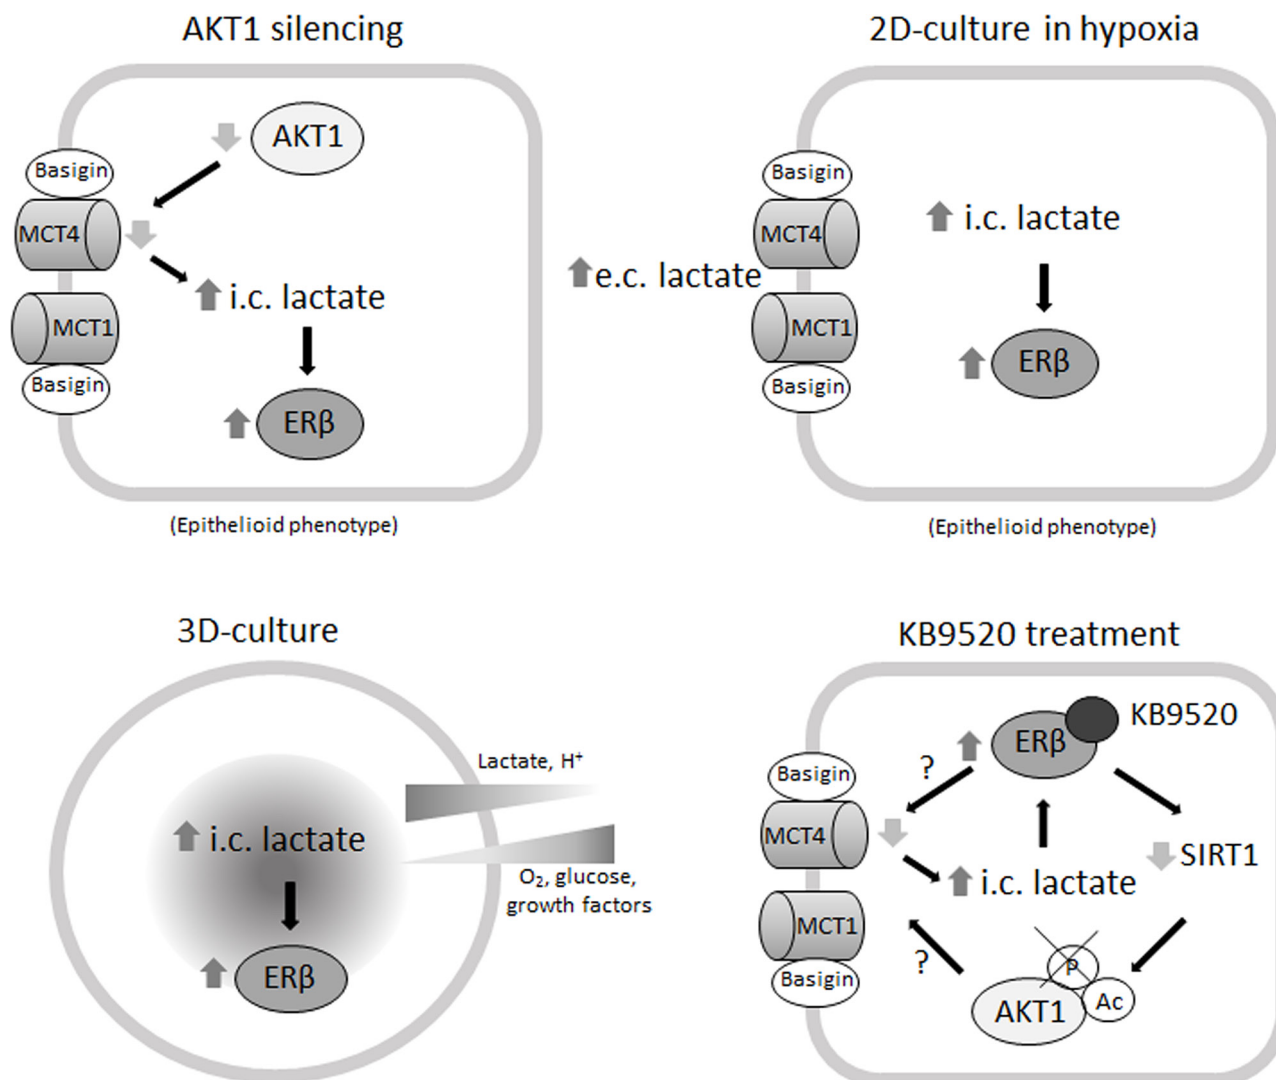 AKT1 silencing
AKT1
Basigin
MCT4
i.c. lactate
MCT1
Basigin
ERβ
(Epithelioid phenotype)
2D-culture in hypoxia
Basigin
MCT4
i.c. lactate
e.c. lactate
MCT1
ERβ
Basigin
(Epithelioid phenotype)
3D-culture
Lactate, H⁺
i.c. lactate
O₂, glucose,
growth factors
ERβ
KB9520 treatment
KB9520
ERβ
?
Basigin
MCT4
SIRT1
i.c. lactate
MCT1
?
P
Basigin
Ac
AKT1